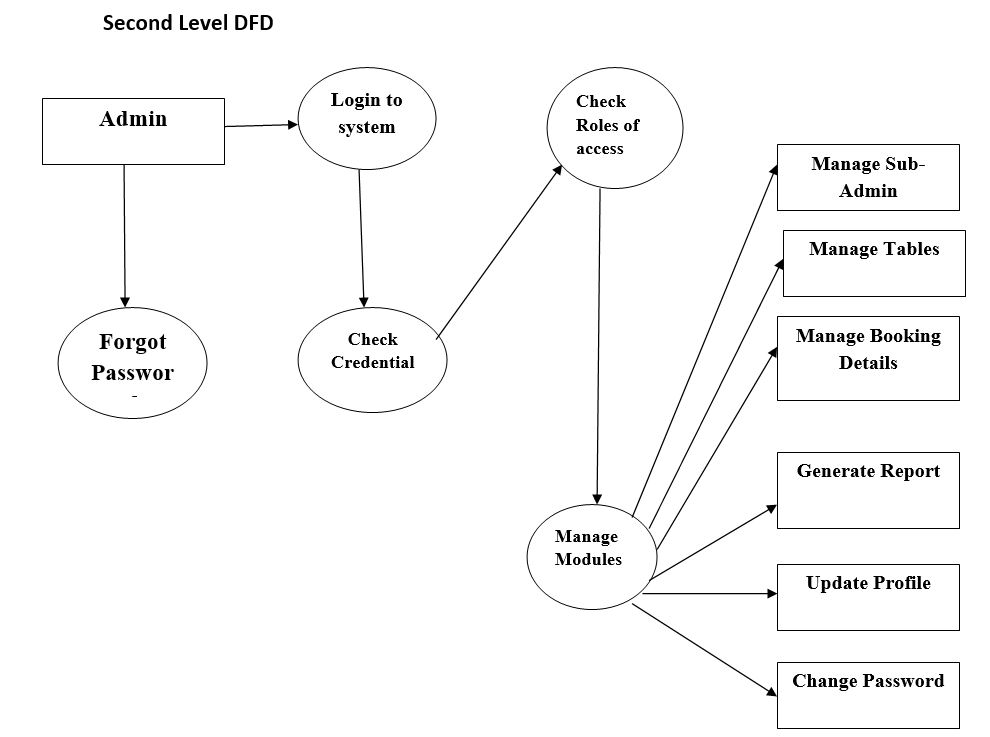 Second Level DFD
Admin
Login to
system
Check
Roles of
access
Manage Sub-
Admin
Manage Tables
Manage Booking
Details
Forgot
Passwor
Check
Credential
Generate Report
Manage
Modules
Update Profile
Change Password